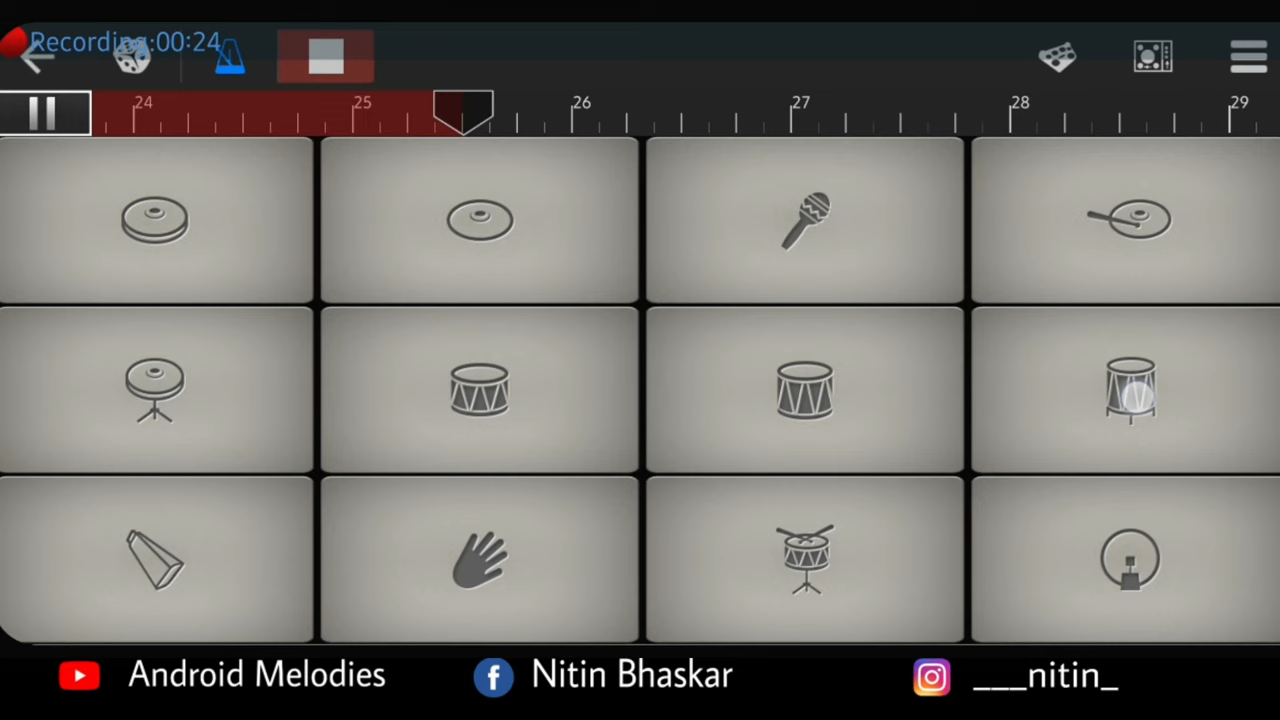 Recording:00:24
24 25 26 27 28 29
Android Melodies Nitin Bhaskar ___nitin_